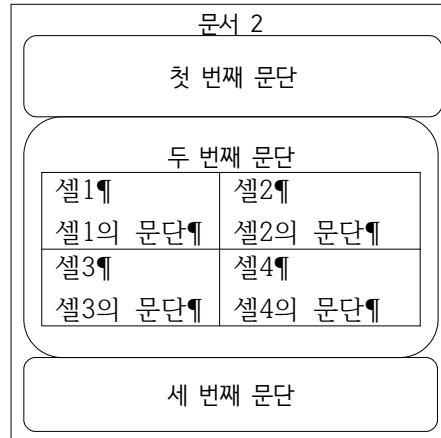 문서 2
첫 번째 문단
두 번째 문단
셀1¶ 셀2¶
셀1의 문단¶ 셀2의 문단¶
셀3¶ 셀4¶
셀3의 문단¶ 셀4의 문단¶
세 번째 문단